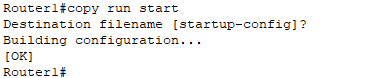 Router1#copy run start
Destination filename [startup-config]?
Building configuration...
[OK]
Router1#